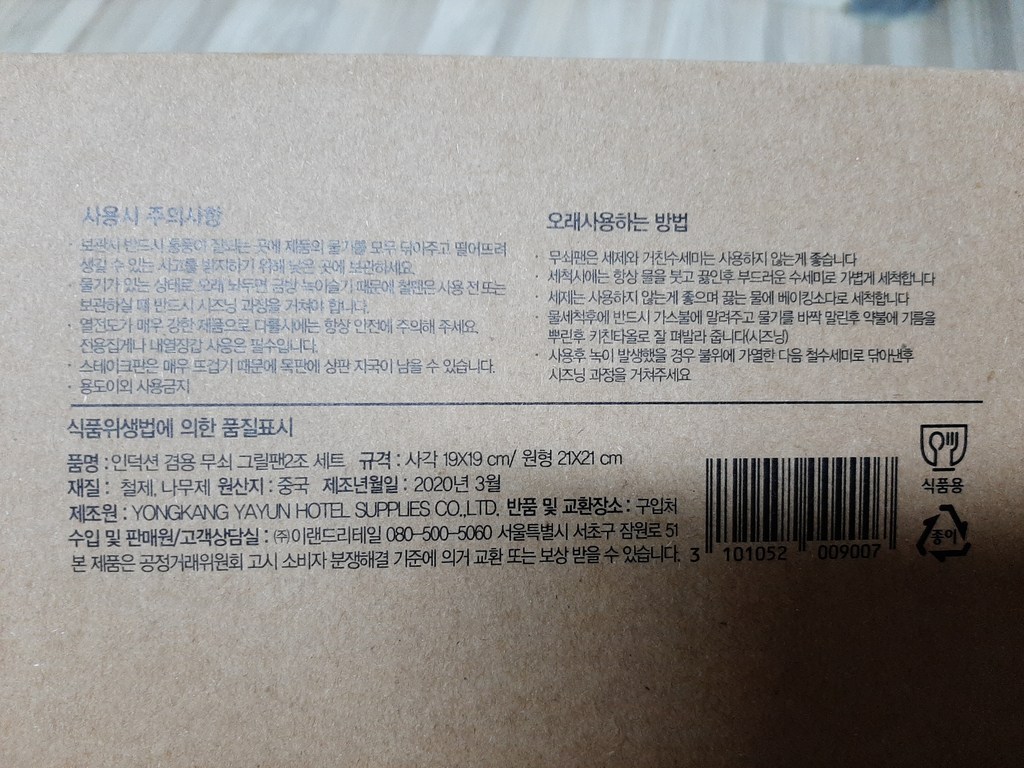 사용시 주의사항
· 보관시 반드시 통풍이 잘되는 곳에 제품의 물기를 모두 닦아주고 떨어뜨려
생길 수 있는 사고를 방지하기 위해 낮은 곳에 보관하세요.
· 물기가 있는 상태로 오래 놔두면 금방 녹이슬기 때문에 철팬은 사용 전 또는
보관하실 때 반드시 시즈닝 과정을 거쳐야 합니다.
· 열전도가 매우 강한 제품으로 다룰시에는 항상 안전에 주의해 주세요.
전용집게나 내열장갑 사용은 필수입니다.
· 스테이크판은 매우 뜨겁기 때문에 목판에 상판 자국이 남을 수 있습니다.
· 용도이외 사용금지
오래사용하는 방법
· 무쇠팬은 세제와 거친수세미는 사용하지 않는게 좋습니다
· 세척시에는 항상 물을 붓고 끓인후 부드러운 수세미로 가볍게 세척합니다
· 세제는 사용하지 않는게 좋으며 끓는 물에 베이킹소다로 세척합니다
· 물세척후에 반드시 가스불에 말려주고 물기를 바짝 말린후 약불에 기름을
뿌린후 키친타올로 잘 펴발라 줍니다(시즈닝)
· 사용후 녹이 발생했을 경우 불위에 가열한 다음 철수세미로 닦아낸후
시즈닝 과정을 거쳐주세요
식품위생법에 의한 품질표시
품명 : 인덕션 겸용 무쇠 그릴팬2조 세트 규격 : 사각 19X19 cm/ 원형 21X21 cm
재질 : 철제, 나무제 원산지 : 중국 제조년월일 : 2020년 3월
제조원 : YONGKANG YAYUN HOTEL SUPPLIES CO.,LTD. 반품 및 교환장소 : 구입처
수입 및 판매원/고객상담실 : ㈜이랜드리테일 080-500-5060 서울특별시 서초구 잠원로 51
본 제품은 공정거래위원회 고시 소비자 분쟁해결 기준에 의거 교환 또는 보상 받을 수 있습니다.
3 101052 009007
식품용
종이